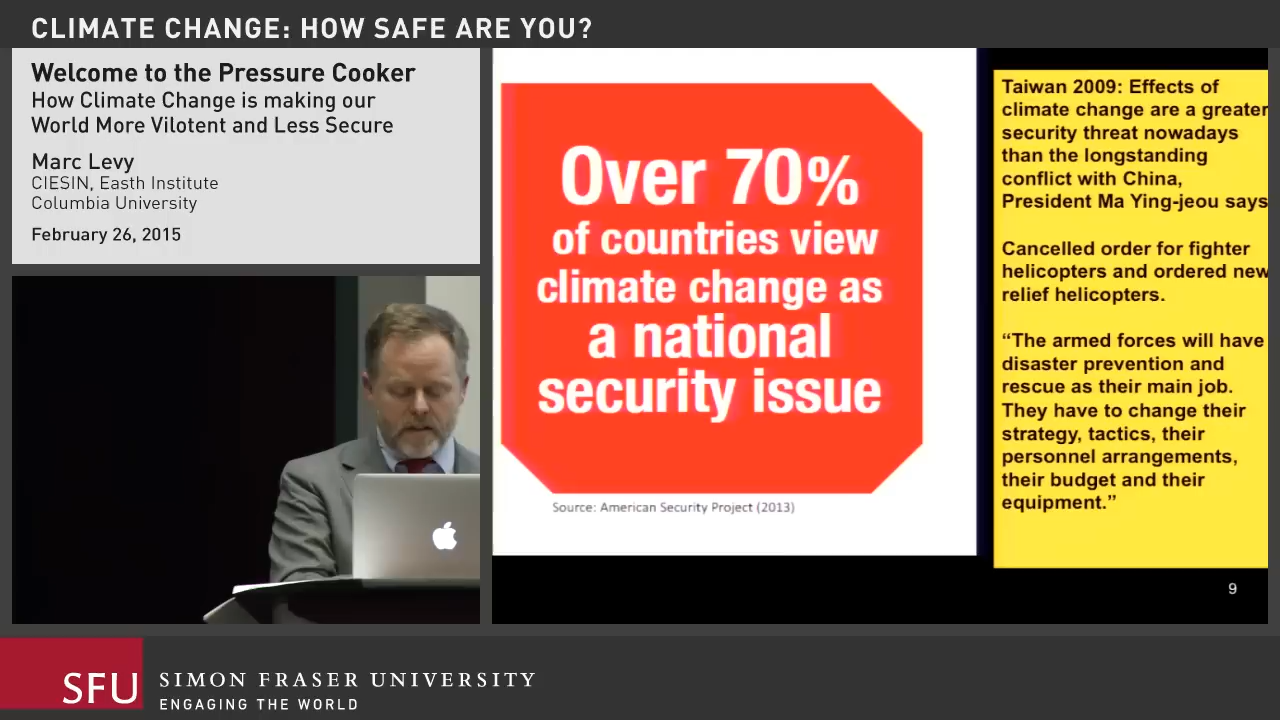 CLIMATE CHANGE: HOW SAFE ARE YOU?
Welcome to the Pressure Cooker
How Climate Change is making our
World More Vilotent and Less Secure
Marc Levy
CIESIN, Easth Institute
Columbia University
February 26, 2015
Over 70%
of countries view
climate change as
a national
security issue
Source: American Security Project (2013)
Taiwan 2009: Effects of
climate change are a greater
security threat nowadays
than the longstanding
conflict with China,
President Ma Ying-jeou says
Cancelled order for fighter
helicopters and ordered new
relief helicopters.
“The armed forces will have
disaster prevention and
rescue as their main job.
They have to change their
strategy, tactics, their
personnel arrangements,
their budget and their
equipment.”
9
SFU
SIMON FRASER UNIVERSITY
ENGAGING THE WORLD